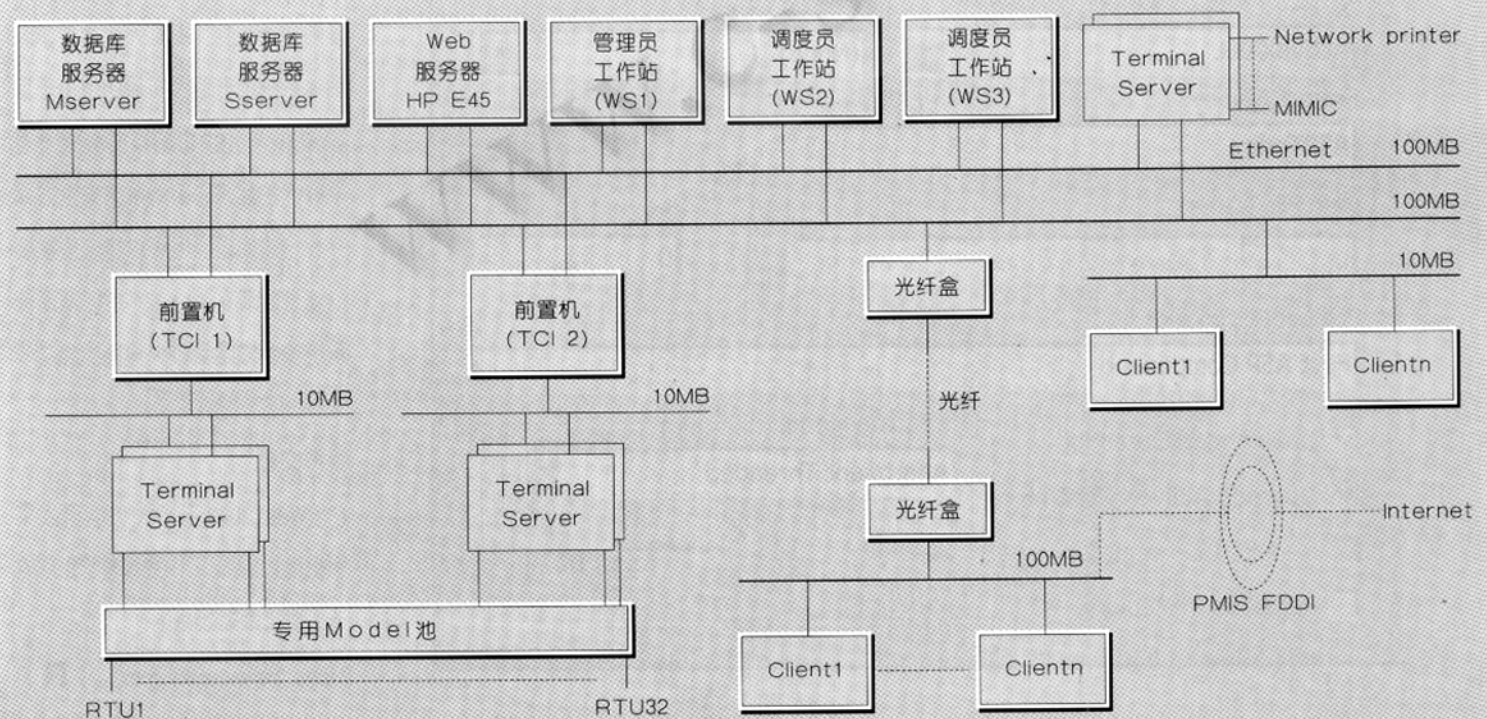 数据库
服务器
Mserver
数据库
服务器
Sserver
Web
服务器
HP E45
管理员
工作站
(WS1)
调度员
工作站
(WS2)
调度员
工作站
(WS3)
Terminal
Server
Network printer
MIMIC
Ethernet
100MB
100MB
前置机
(TCI 1)
前置机
(TCI 2)
光纤盒
10MB
Client1
Clientn
10MB
10MB
光纤
Terminal
Server
Terminal
Server
光纤盒
Internet
100MB
PMIS FDDI
专用Model池
Client1
Clientn
RTU1
RTU32